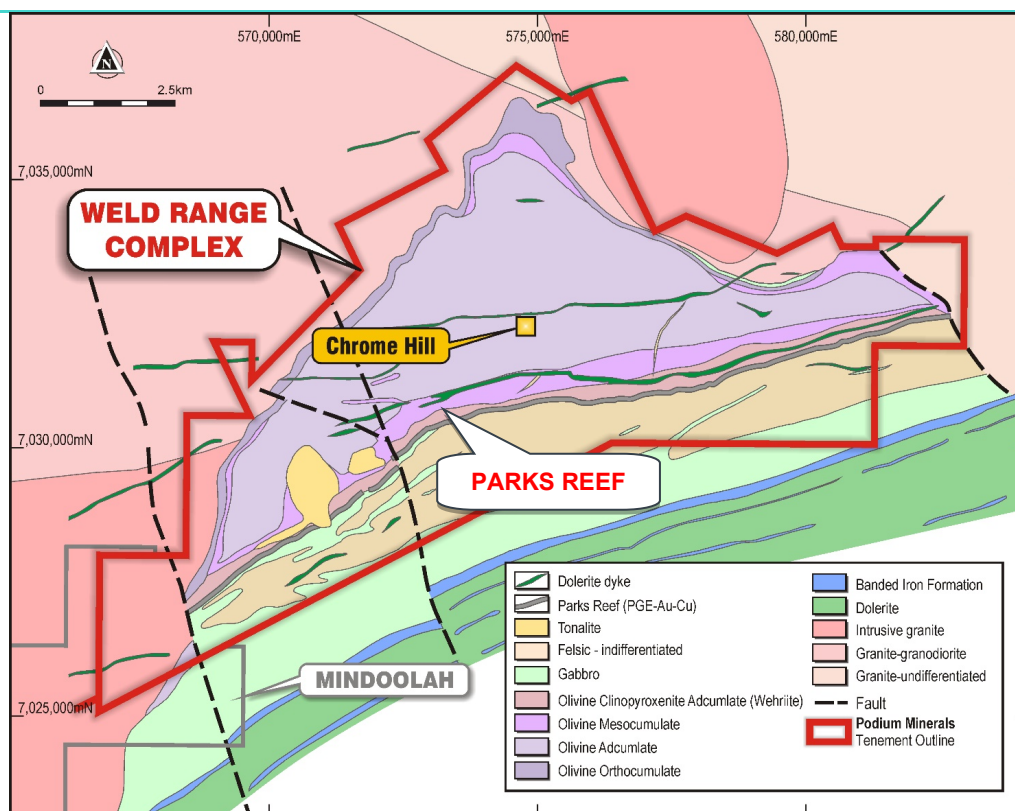 570,000mE
575,000mE
580,000mE
N
0
2.5km
7,035,000mN
WELD RANGE
COMPLEX
Chrome Hill
7,030,000mN
PARKS REEF
MINDOOLAH
7,025,000mN
Dolerite dyke
Parks Reef (PGE-Au-Cu)
Tonalite
Felsic - indifferentiated
Gabbro
Olivine Clinopyroxenite Adcumlate (Wehriite)
Olivine Mesocumulate
Olivine Adcumlate
Olivine Orthocumulate
Banded Iron Formation
Dolerite
Intrusive granite
Granite-granodiorite
Granite-undifferentiated
Fault
Podium Minerals
Tenement Outline